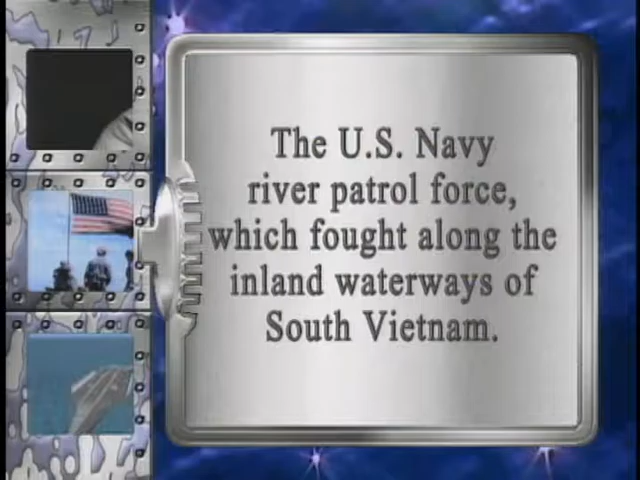 The U.S. Navy
river patrol force,
which fought along the
inland waterways of
South Vietnam.